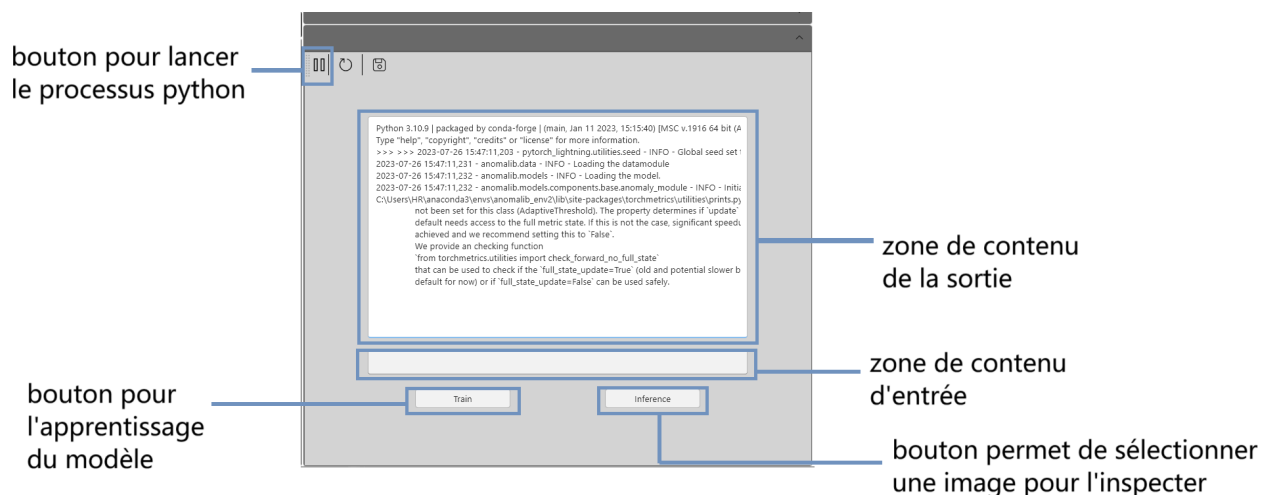 bouton pour lancer
le processus python
Python 3.10.9 | packaged by conda-forge | (main, Jan 11 2023, 15:15:40) [MSC v.1916 64 bit (A
Type "help", "copyright", "credits" or "license" for more information.
>>> >>> 2023-07-26 15:47:11,203 - pytorch_lightning.utilities.seed - INFO - Global seed set
2023-07-26 15:47:11,231 - anomalib.data - INFO - Loading the datamodule
2023-07-26 15:47:11,232 - anomalib.models - INFO - Loading the model.
2023-07-26 15:47:11,232 - anomalib.models.components.base.anomaly_module - INFO - Initia
C:\Users\HR\anaconda3\envs\anomalib_env2\lib\site-packages\torchmetrics\utilities\prints.py
not been set for this class (AdaptiveThreshold). The property determines if `update`
default needs access to the full metric state. If this is not the case, significant speedu
achieved and we recommend setting this to `False`.
We provide an checking function
`from torchmetrics.utilities import check_forward_no_full_state`
that can be used to check if the `full_state_update=True` (old and potential slower b
default for now) or if `full_state_update=False` can be used safely.
zone de contenu
de la sortie
zone de contenu
d'entrée
bouton pour
l'apprentissage
du modèle
Train
Inference
bouton permet de sélectionner
une image pour l'inspecter